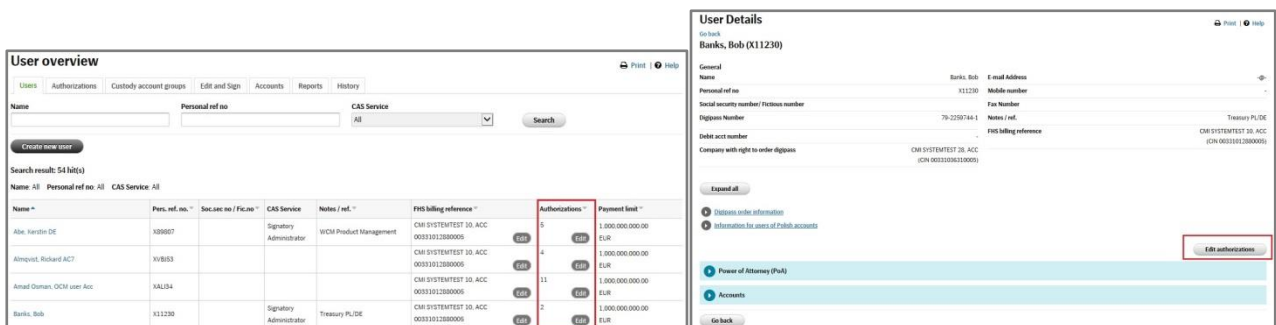 User overview
Print | Help
Users Authorizations Custody account groups Edit and Sign Accounts Reports History
Name Personal ref no CAS Service
All Search
Create new user
Search result: 54 hit(s)
Name: All Personal ref no: All CAS Service: All
Name Pers. ref. no. Soc.sec no / Fic.no CAS Service Notes / ref. FHS billing reference Authorizations Payment limit
Abe, Kerstin DE X89807 Signatory Administrator WCM Product Management CMI SYSTEMTEST 10, ACC 00331012880005 Edit 5 Edit 1.000.000.000.00 EUR
Almqvist, Rickard AC7 XVBJ53 CMI SYSTEMTEST 10, ACC 00331012880005 Edit 4 Edit 1.000.000.000.00 EUR
Amad Osman, OCM user Acc XALI34 CMI SYSTEMTEST 10, ACC 00331012880005 Edit 11 Edit 1.000.000.000.00 EUR
Banks, Bob X11230 Signatory Administrator Treasury PL/DE CMI SYSTEMTEST 10, ACC 00331012880005 Edit 2 Edit 1.000.000.000.00 EUR
User Details
Print | Help
Go back
Banks, Bob (X11230)
General
Name Banks, Bob E-mail Address -@-
Personal ref no X11230 Mobile number -
Social security number/ Fictious number Fax Number
Digipass Number 79-2259744-1 Notes / ref. Treasury PL/DE
Debit acct number - FHS billing reference CMI SYSTEMTEST 10, ACC
(CIN 00331012880005)
Company with right to order digipass CMI SYSTEMTEST 28, ACC
(CIN 00331036310005)
Expand all
Digipass order information
Information for users of Polish accounts
Edit authorizations
Power of Attorney (PoA)
Accounts
Go back